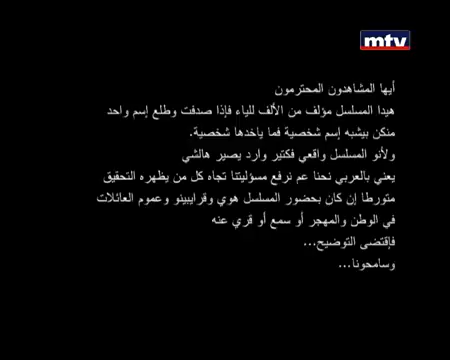 mtv
أيها المشاهدون المحترمون
هيدا المسلسل مؤلف من الألف للياء فإذا صدفت وطلع إسم واحد
منكن بيشبه إسم شخصية فما ياخدها شخصية.
ولأنو المسلسل واقعي فكتير وارد يصير هالشي
يعني بالعربي نحنا عم نرفع مسؤليتنا تجاه كل من يظهره التحقيق
متورطا إن كان بحضور المسلسل هوي وقرايبينو وعموم العائلات
في الوطن والمهجر أو سمع أو قري عنه
فإقتضى التوضيح...
وسامحونا...